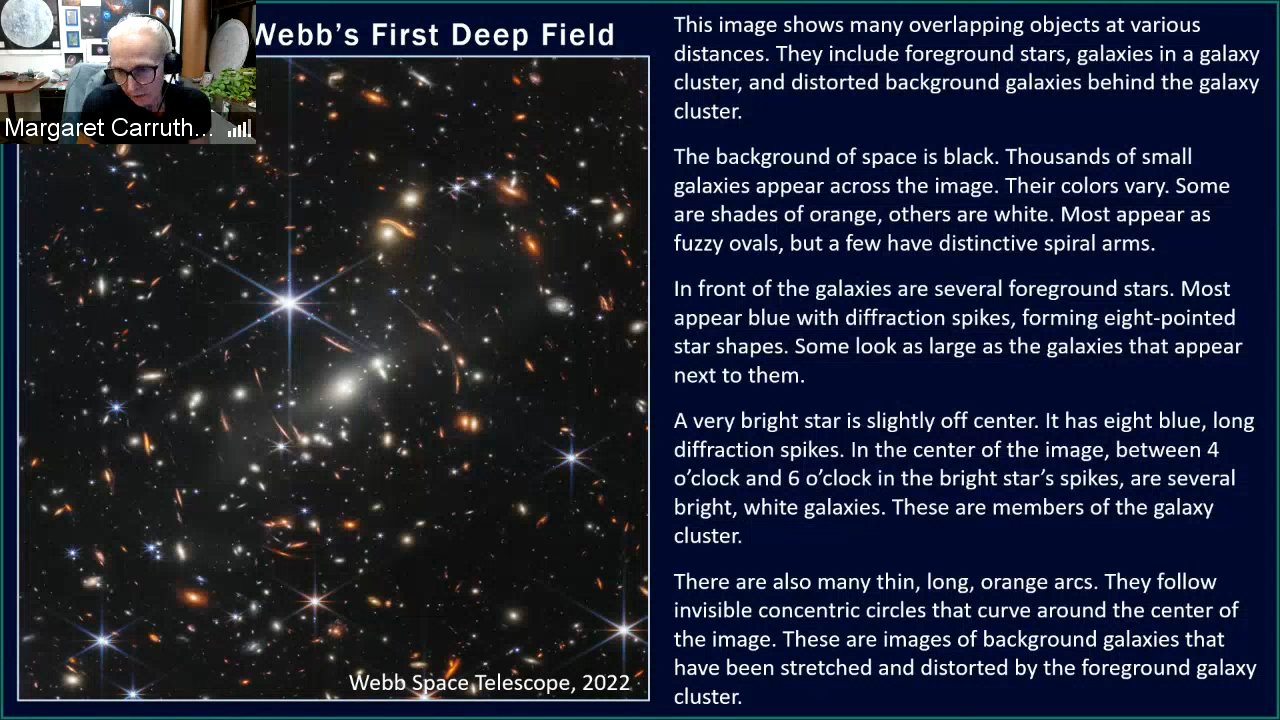 Webb's First Deep Field
Margaret Carruth...
Webb Space Telescope, 2022
This image shows many overlapping objects at various
distances. They include foreground stars, galaxies in a galaxy
cluster, and distorted background galaxies behind the galaxy
cluster.
The background of space is black. Thousands of small
galaxies appear across the image. Their colors vary. Some
are shades of orange, others are white. Most appear as
fuzzy ovals, but a few have distinctive spiral arms.
In front of the galaxies are several foreground stars. Most
appear blue with diffraction spikes, forming eight-pointed
star shapes. Some look as large as the galaxies that appear
next to them.
A very bright star is slightly off center. It has eight blue, long
diffraction spikes. In the center of the image, between 4
o’clock and 6 o’clock in the bright star’s spikes, are several
bright, white galaxies. These are members of the galaxy
cluster.
There are also many thin, long, orange arcs. They follow
invisible concentric circles that curve around the center of
the image. These are images of background galaxies that
have been stretched and distorted by the foreground galaxy
cluster.